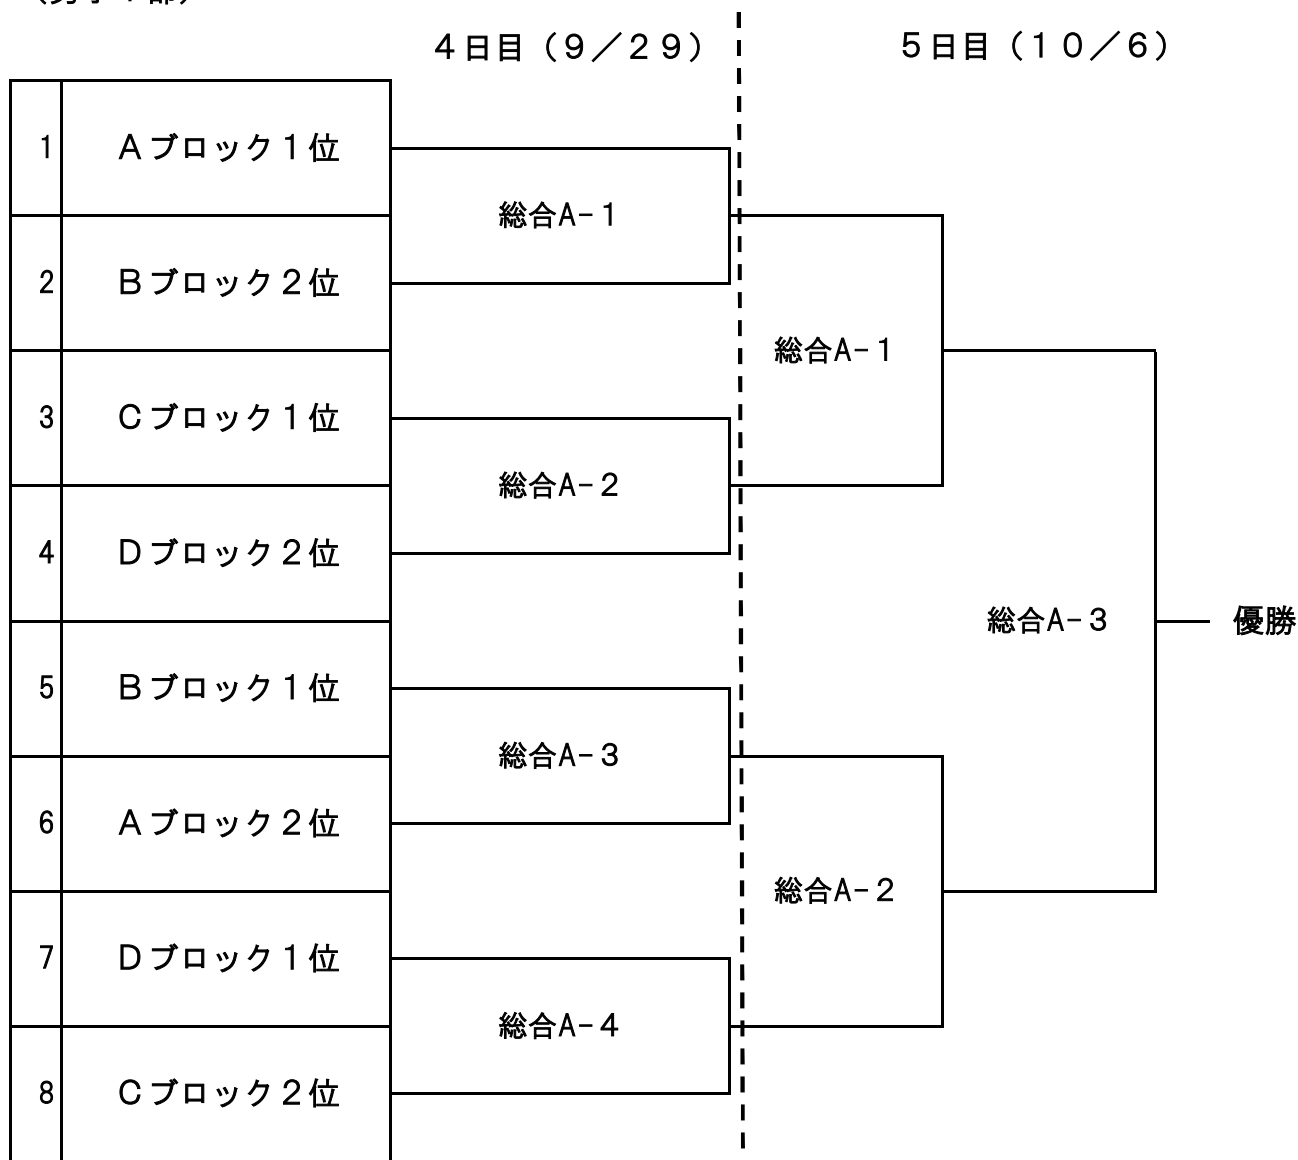 ４日目（９／２９） ５日目（１０／６）
1 Ａブロック１位
総合A-１
2 Ｂブロック２位
総合A-１
3 Ｃブロック１位
総合A-２
4 Ｄブロック２位
総合A-３ 優勝
5 Ｂブロック１位
総合A-３
6 Ａブロック２位
総合A-２
7 Ｄブロック１位
総合A-４
8 Ｃブロック２位